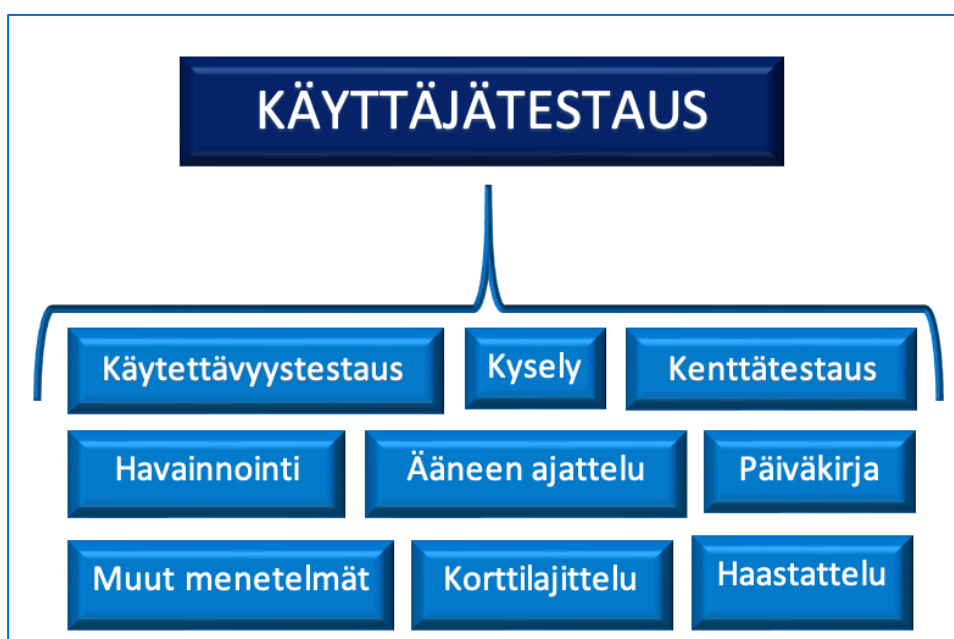 KÄYTTÄJÄTESTAUS
Käytettävyystestaus
Kysely
Kenttätestaus
Havainnointi
Ääneen ajattelu
Päiväkirja
Muut menetelmät
Korttilajittelu
Haastattelu